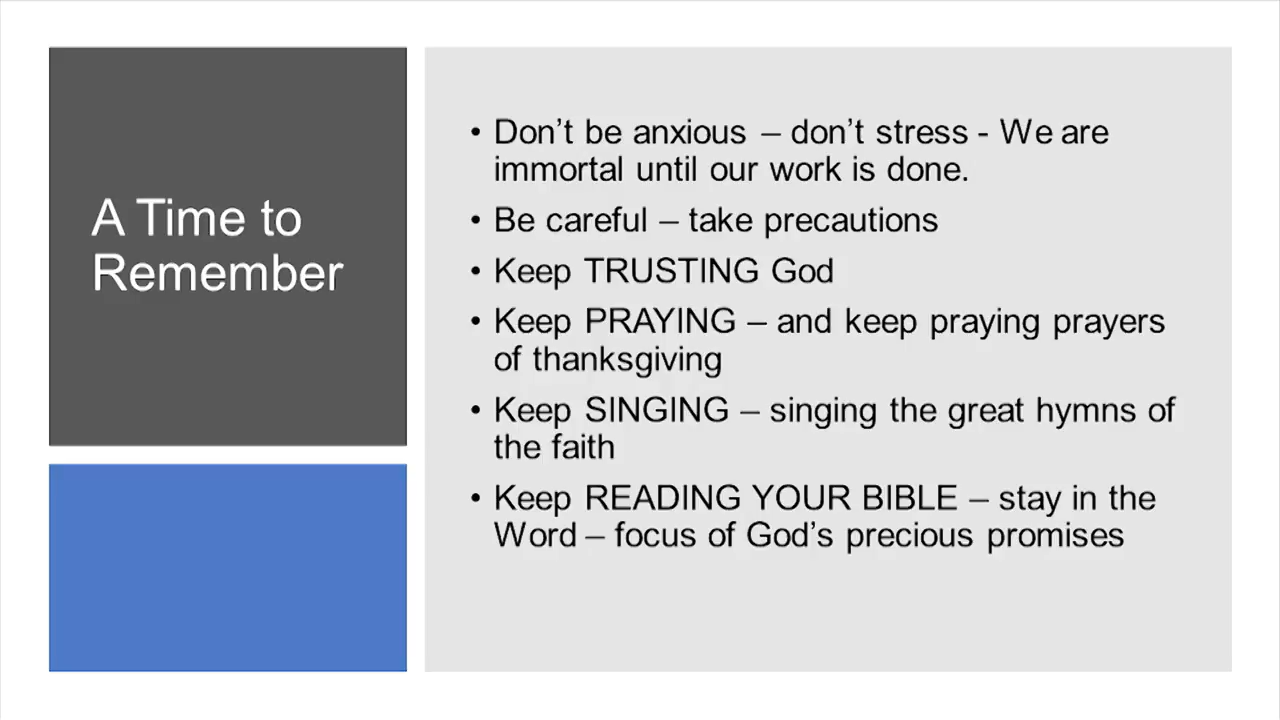 A Time to
Remember
• Don’t be anxious – don’t stress - We are
immortal until our work is done.
• Be careful – take precautions
• Keep TRUSTING God
• Keep PRAYING – and keep praying prayers
of thanksgiving
• Keep SINGING – singing the great hymns of
the faith
• Keep READING YOUR BIBLE – stay in the
Word – focus of God’s precious promises